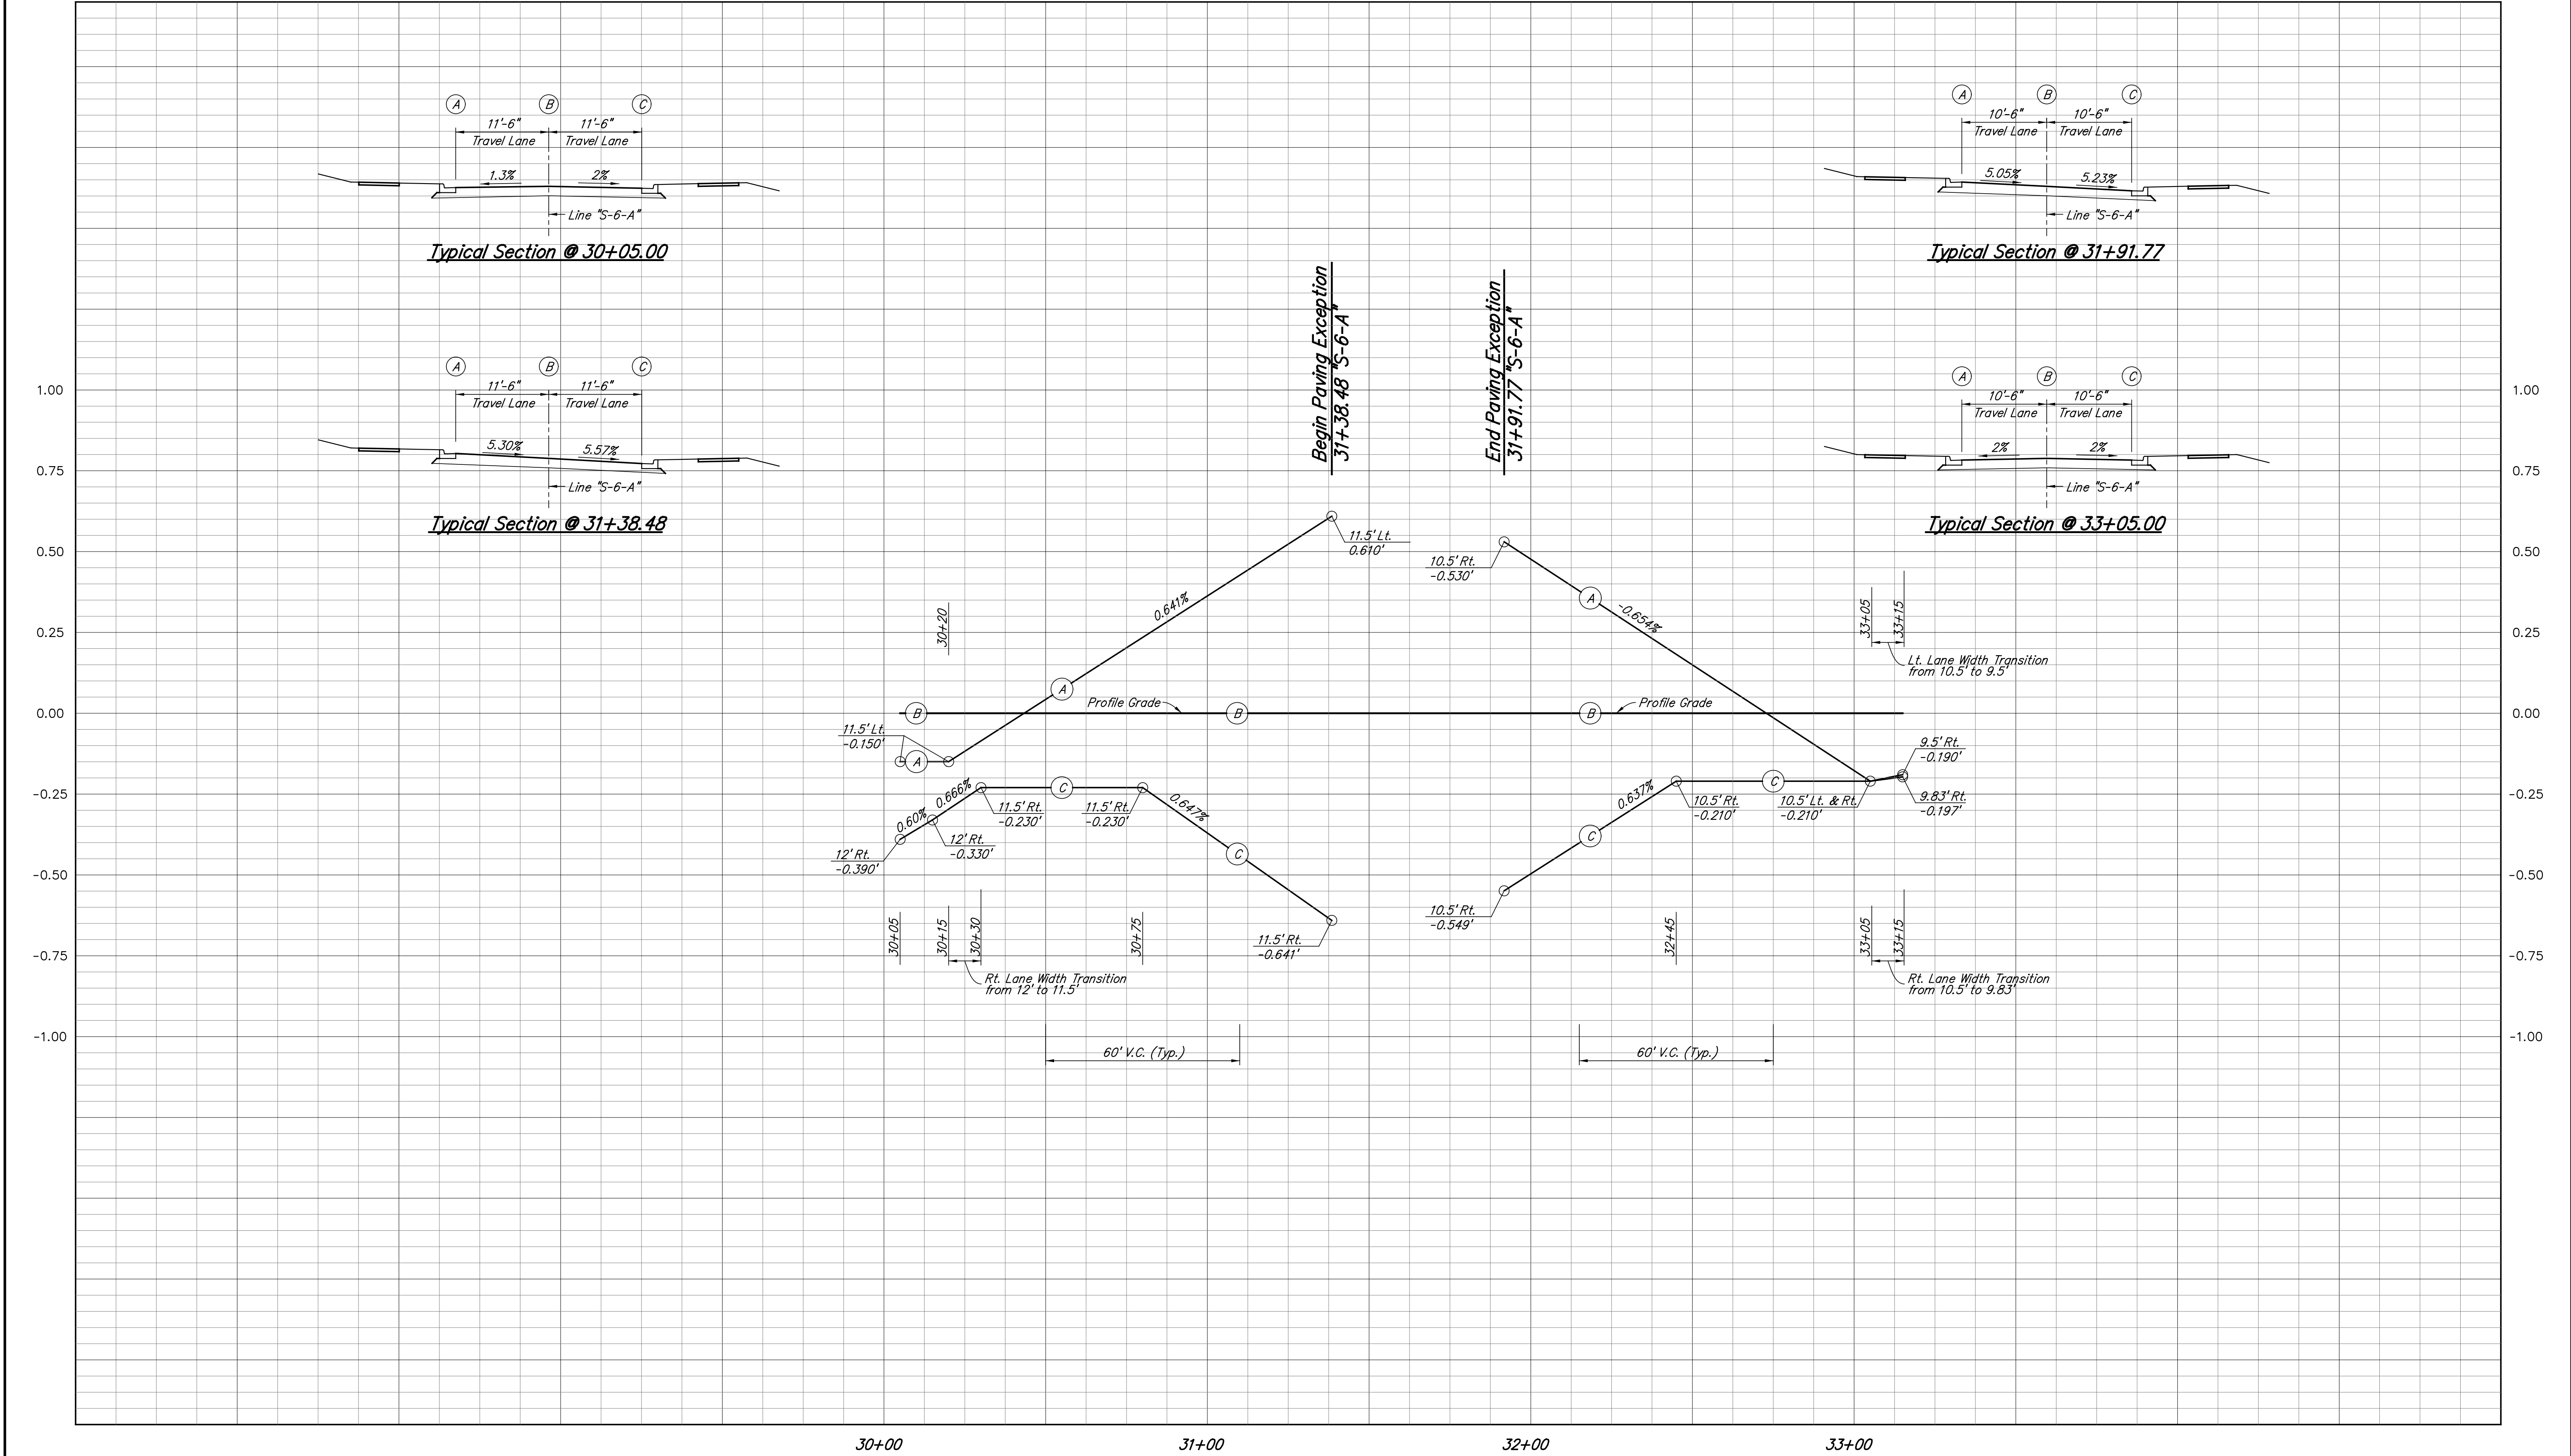 A B C
11'-6" 11'-6"
Travel Lane Travel Lane
1.3% 2%
Line "S-6-A"
Typical Section @ 30+05.00
A B C
10'-6" 10'-6"
Travel Lane Travel Lane
5.05% 5.23%
Line "S-6-A"
Typical Section @ 31+91.77
A B C
11'-6" 11'-6"
Travel Lane Travel Lane
5.30% 5.57%
Line "S-6-A"
Typical Section @ 31+38.48
Begin Paving Exception
31+38.48 "S-6-A"
End Paving Exception
31+91.77 "S-6-A"
A B C
10'-6" 10'-6"
Travel Lane Travel Lane
2% 2%
Line "S-6-A"
Typical Section @ 33+05.00
1.00
0.75
0.50
0.25
0.00
-0.25
-0.50
-0.75
-1.00
11.5' Lt.
0.610'
10.5' Rt.
-0.530'
0.641%
-0.654%
A
A
30+20
33+05
33+15
Lt. Lane Width Transition
from 10.5' to 9.5'
B
Profile Grade
B
B
Profile Grade
11.5' Lt.
-0.150'
A
9.5' Rt.
-0.190'
9.83' Rt.
-0.197'
0.60%
0.666%
12' Rt.
-0.390'
12' Rt.
-0.330'
11.5' Rt.
-0.230'
C
11.5' Rt.
-0.230'
0.647%
C
11.5' Rt.
-0.641'
0.637%
C
10.5' Rt.
-0.549'
10.5' Rt.
-0.210'
C
10.5' Lt. & Rt.
-0.210'
30+05
30+15
30+30
30+75
32+45
33+05
33+15
Rt. Lane Width Transition
from 12' to 11.5'
Rt. Lane Width Transition
from 10.5' to 9.83'
60' V.C. (Typ.)
60' V.C. (Typ.)
1.00
0.75
0.50
0.25
0.00
-0.25
-0.50
-0.75
-1.00
30+00 31+00 32+00 33+00